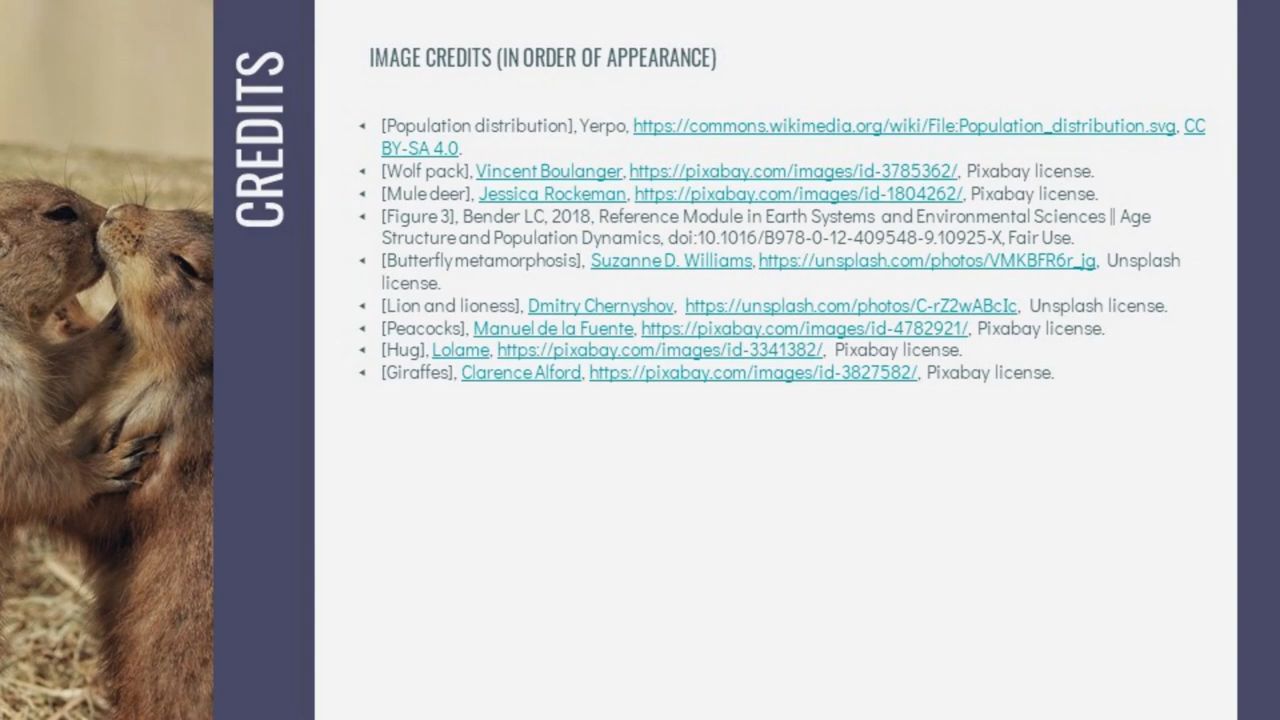 CREDITS
IMAGE CREDITS (IN ORDER OF APPEARANCE)
[Population distribution], Yerpo, https://commons.wikimedia.org/wiki/File:Population_distribution.svg, CC
BY-SA 4.0.
[Wolf pack], Vincent Boulanger, https://pixabay.com/images/id-3785362/, Pixabay license.
[Mule deer], Jessica Rockeman, https://pixabay.com/images/id-1804262/, Pixabay license.
[Figure 3], Bender LC, 2018, Reference Module in Earth Systems and Environmental Sciences || Age
Structure and Population Dynamics, doi:10.1016/B978-0-12-409548-9.10925-X, Fair Use.
[Butterfly metamorphosis], Suzanne D. Williams, https://unsplash.com/photos/VMKBFR6r_jg, Unsplash
license.
[Lion and lioness], Dmitry Chernyshov, https://unsplash.com/photos/C-rZ2wABcIc, Unsplash license.
[Peacocks], Manuel de la Fuente, https://pixabay.com/images/id-4782921/, Pixabay license.
[Hug], Lolame, https://pixabay.com/images/id-3341382/, Pixabay license.
[Giraffes], Clarence Alford, https://pixabay.com/images/id-3827582/, Pixabay license.